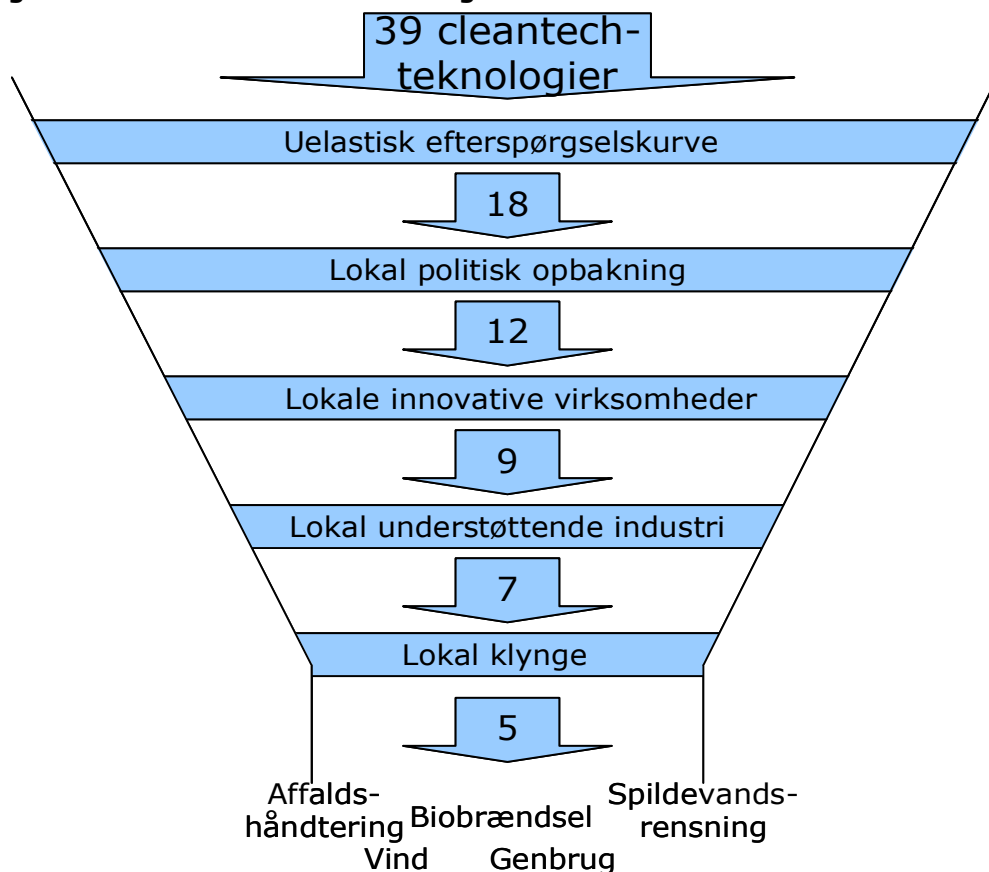 39 cleantech-
teknologier
Uelastisk efterspørgselskurve
18
Lokal politisk opbakning
12
Lokale innovative virksomheder
9
Lokal understøttende industri
7
Lokal klynge
5
Affalds-
håndtering
Biobrændsel
Spildevands-
rensning
Vind
Genbrug